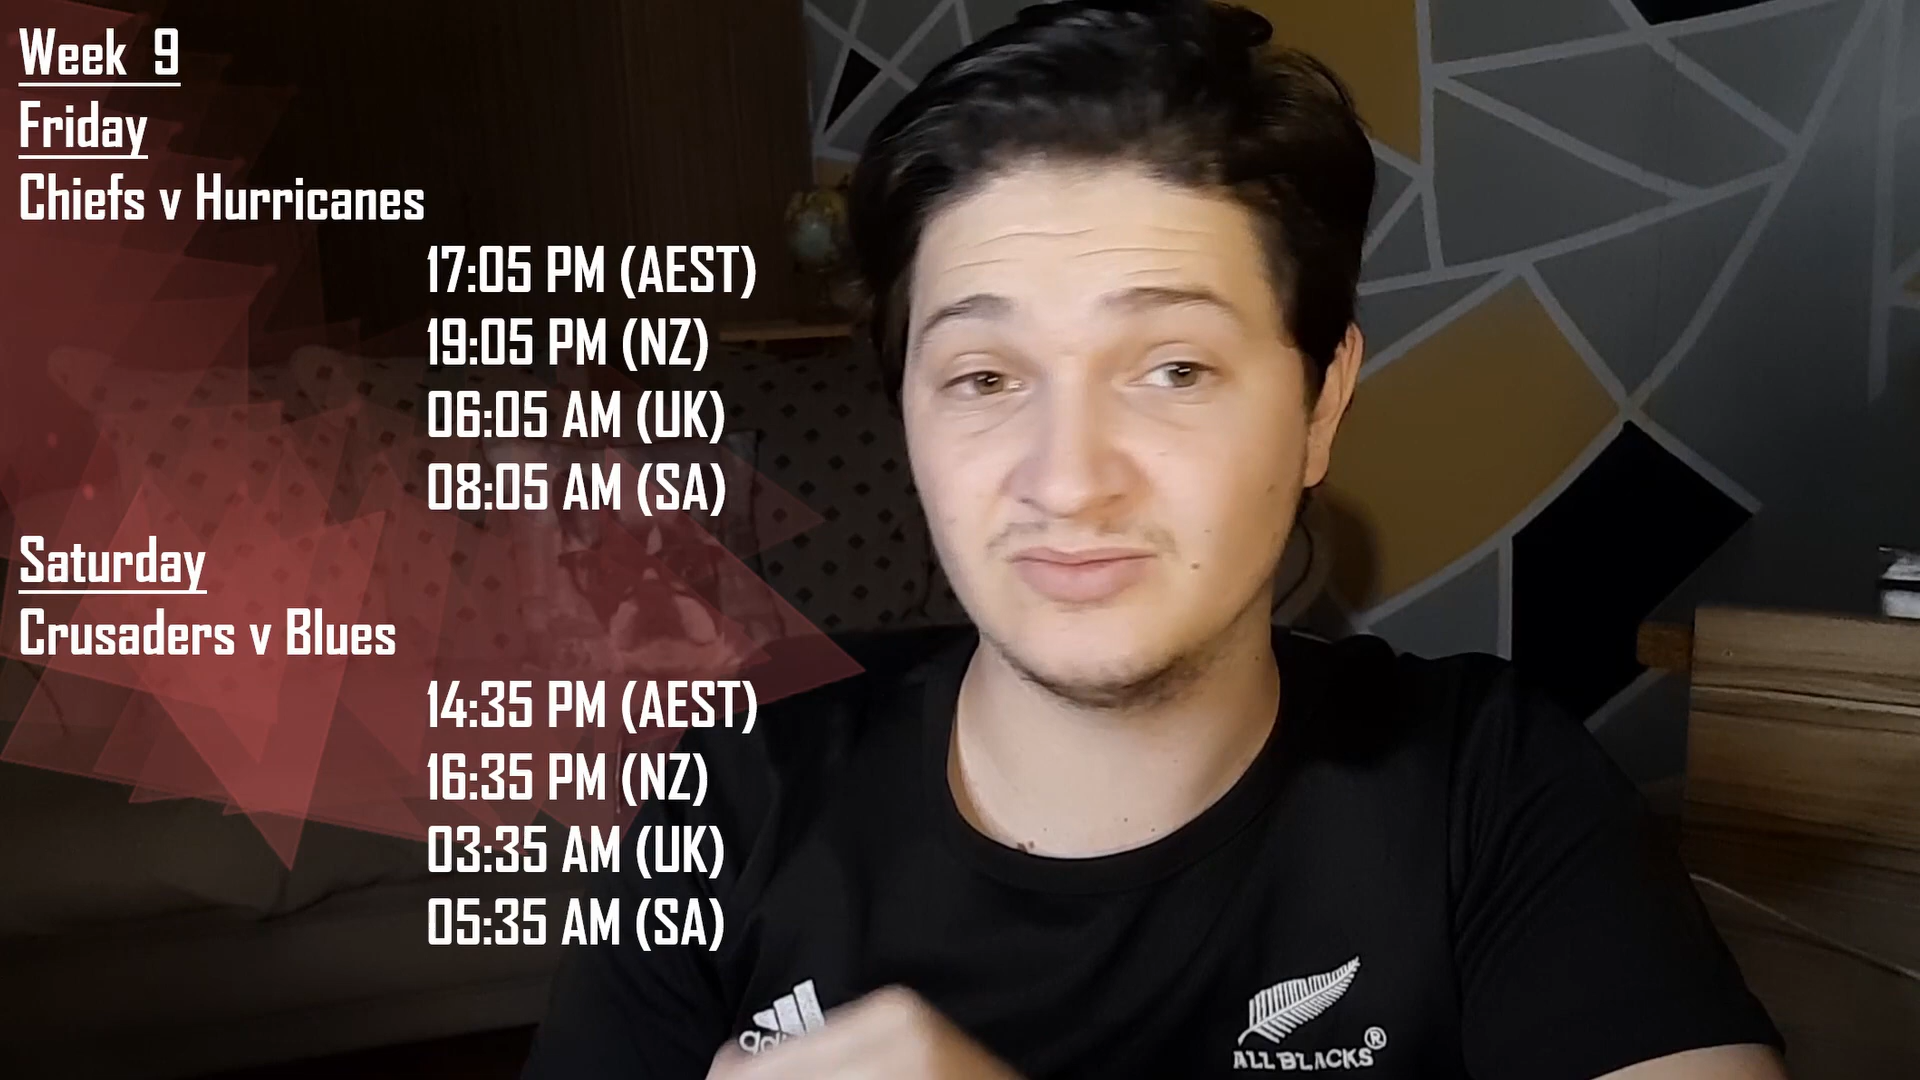 Week 9
Friday
Chiefs v Hurricanes
17:05 PM (AEST)
19:05 PM (NZ)
06:05 AM (UK)
08:05 AM (SA)
Saturday
Crusaders v Blues
14:35 PM (AEST)
16:35 PM (NZ)
03:35 AM (UK)
05:35 AM (SA)
ALL BLACKS®